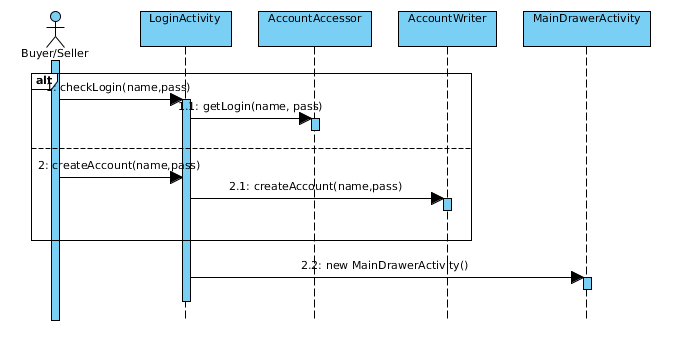 LoginActivity
AccountAccessor
AccountWriter
MainDrawerActivity
Buyer/Seller
alt
1: checkLogin(name,pass)
1.1: getLogin(name, pass)
2: createAccount(name,pass)
2.1: createAccount(name,pass)
2.2: new MainDrawerActivity()